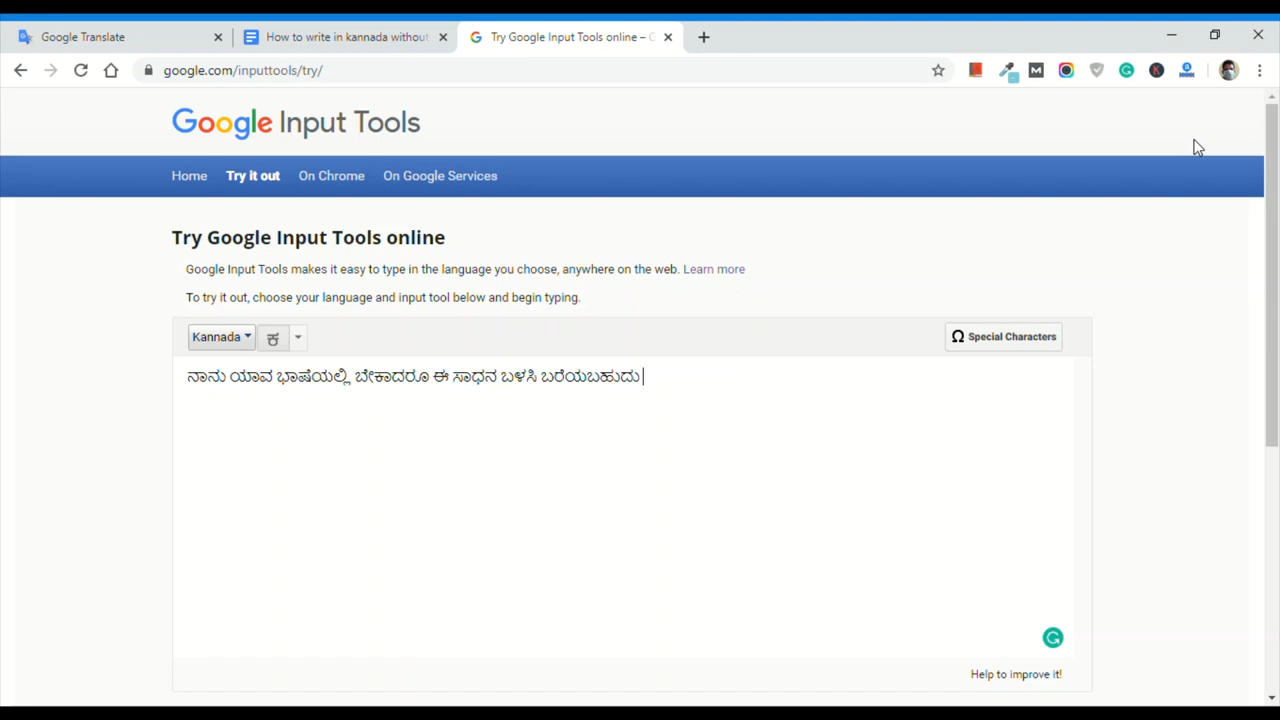 Google Translate
How to write in kannada without
Try Google Input Tools online – G
google.com/inputtools/try/
Google Input Tools
Home Try it out On Chrome On Google Services
Try Google Input Tools online
Google Input Tools makes it easy to type in the language you choose, anywhere on the web. Learn more
To try it out, choose your language and input tool below and begin typing.
Kannada ಕ Ω Special Characters
ನಾನು ಯಾವ ಭಾಷೆಯಲ್ಲಿ ಬೇಕಾದರೂ ಈ ಸಾಧನ ಬಳಸಿ ಬರೆಯಬಹುದು
Help to improve it!